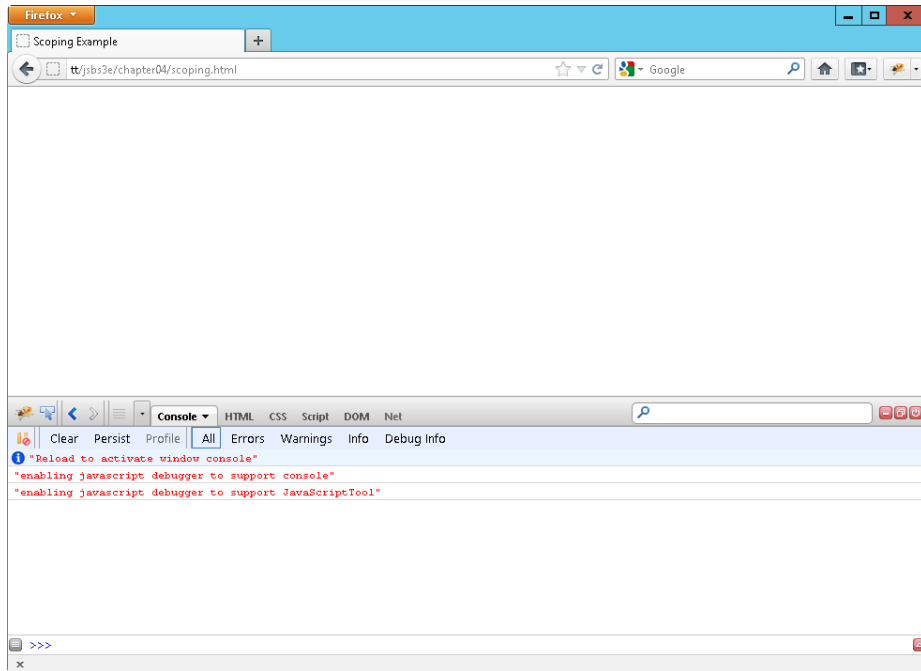 Firefox
Scoping Example
tt/jsbs3e/chapter04/scoping.html
Google
Console HTML CSS Script DOM Net
Clear Persist Profile All Errors Warnings Info Debug Info
"Reload to activate window console"
"enabling javascript debugger to support console"
"enabling javascript debugger to support JavaScriptTool"
>>>